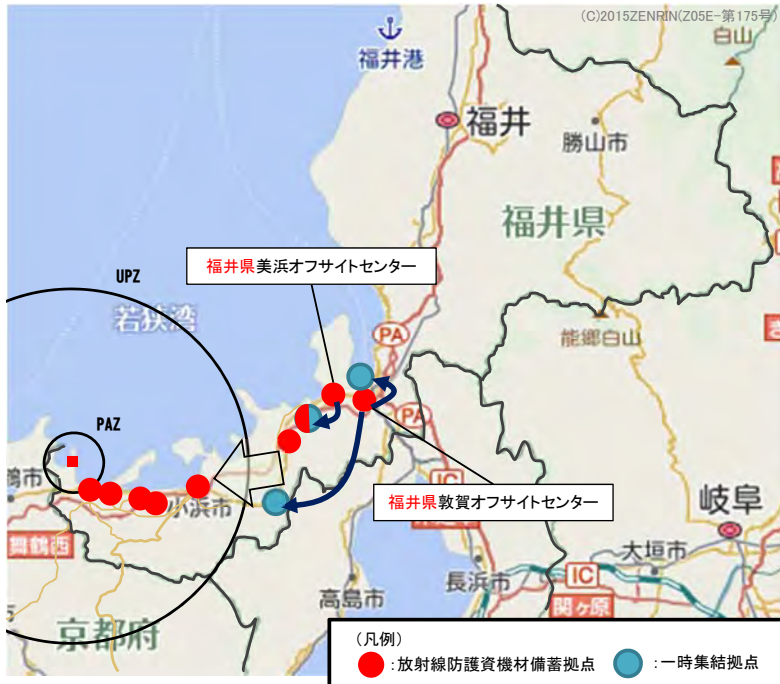 (C)2015ZENRIN(Z05E-第175号)
白山
福井港
福井
勝山市
福井県
福井県美浜オフサイトセンター
UPZ
若狭湾
PA
能郷白山
PAZ
PA
鶴市
小浜市
福井県敦賀オフサイトセンター
IC
岐阜
舞鶴西
大垣市
長浜市
IC
高島市
関ヶ原
京都府
(凡例)
:放射線防護資機材備蓄拠点
:一時集結拠点